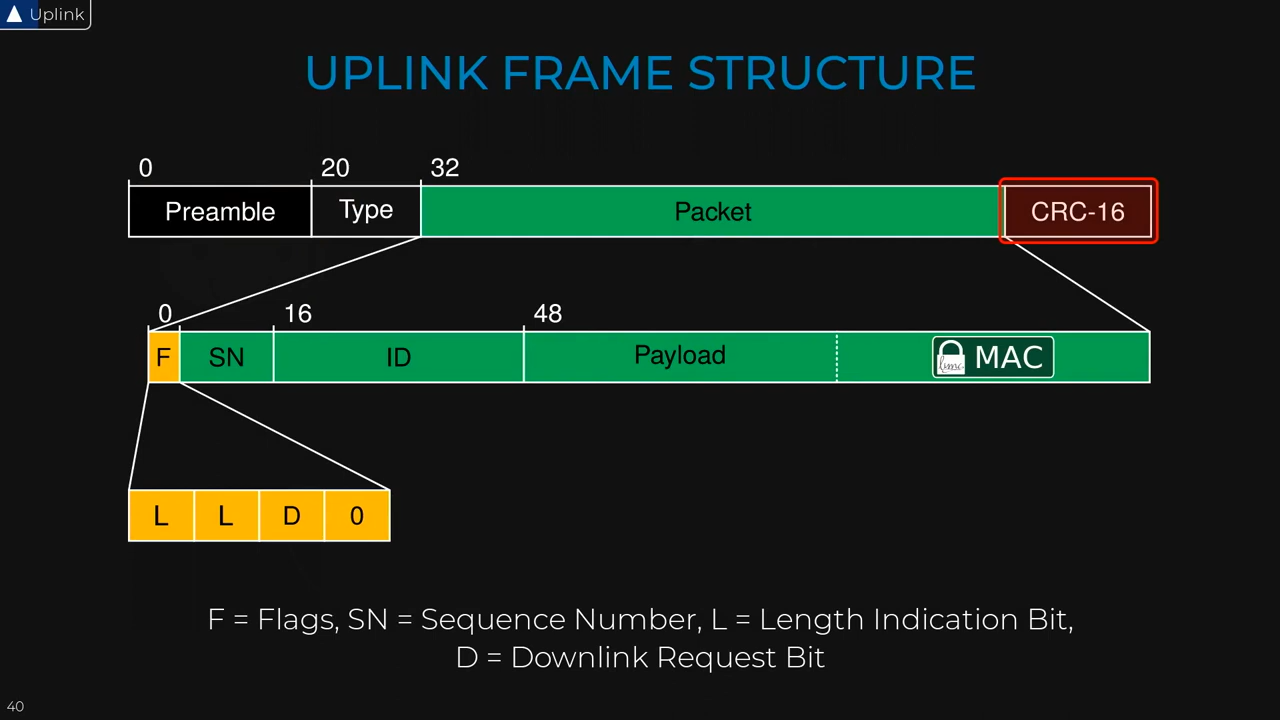 Uplink
UPLINK FRAME STRUCTURE
0 20 32
Preamble Type Packet CRC-16
0 16 48
F SN ID Payload MAC
L L D 0
F = Flags, SN = Sequence Number, L = Length Indication Bit,
D = Downlink Request Bit
40